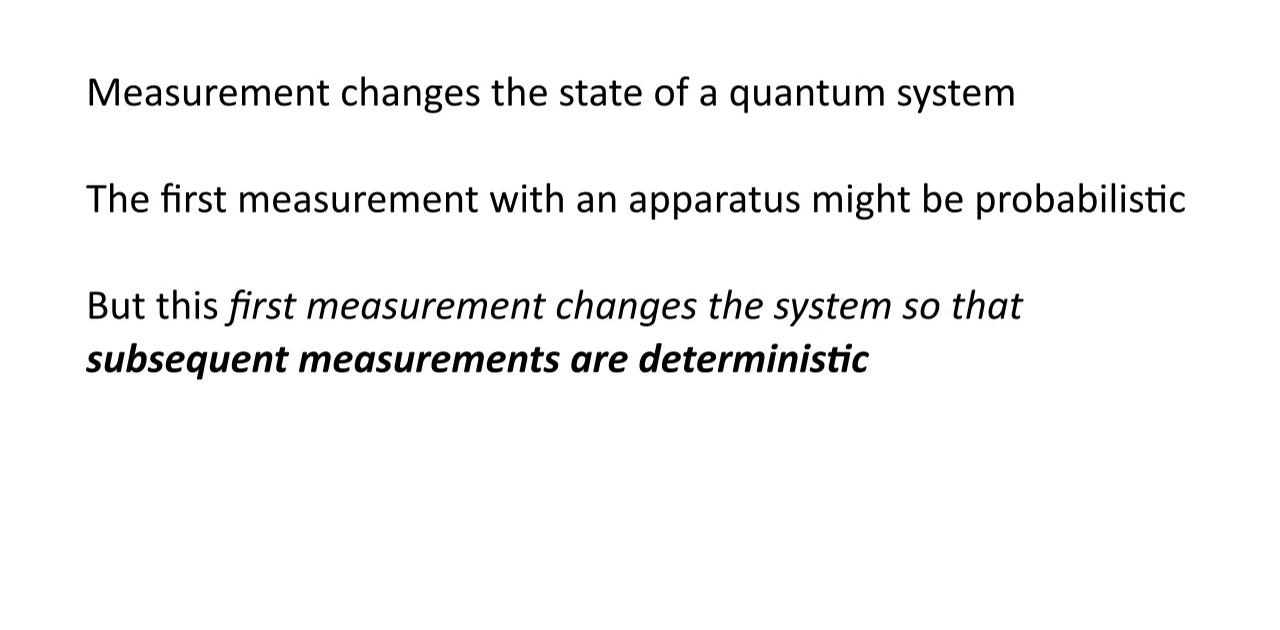 Measurement changes the state of a quantum system
The first measurement with an apparatus might be probabilistic
But this first measurement changes the system so that
subsequent measurements are deterministic